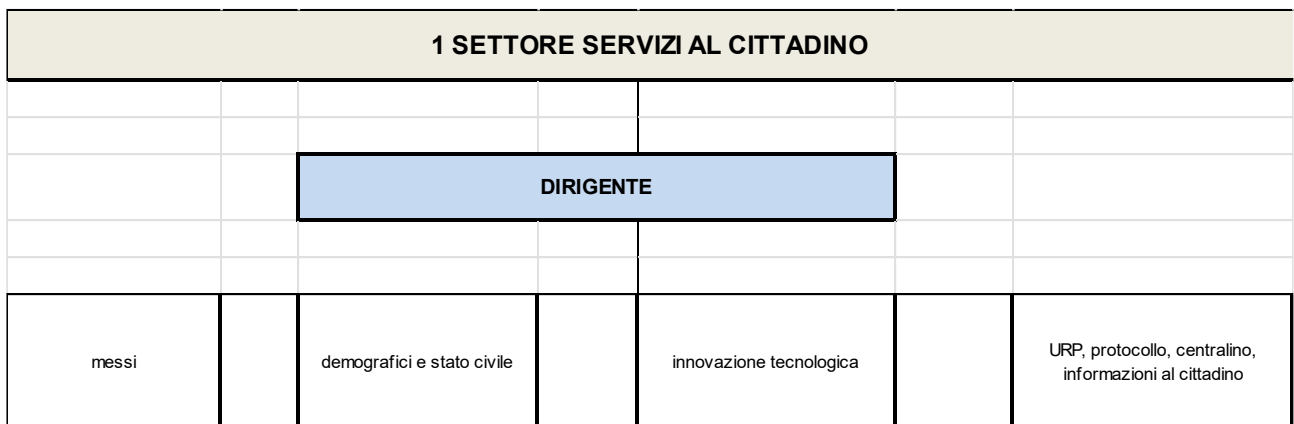 1 SETTORE SERVIZI AL CITTADINO
DIRIGENTE
messi
demografici e stato civile
innovazione tecnologica
URP, protocollo, centralino,
informazioni al cittadino